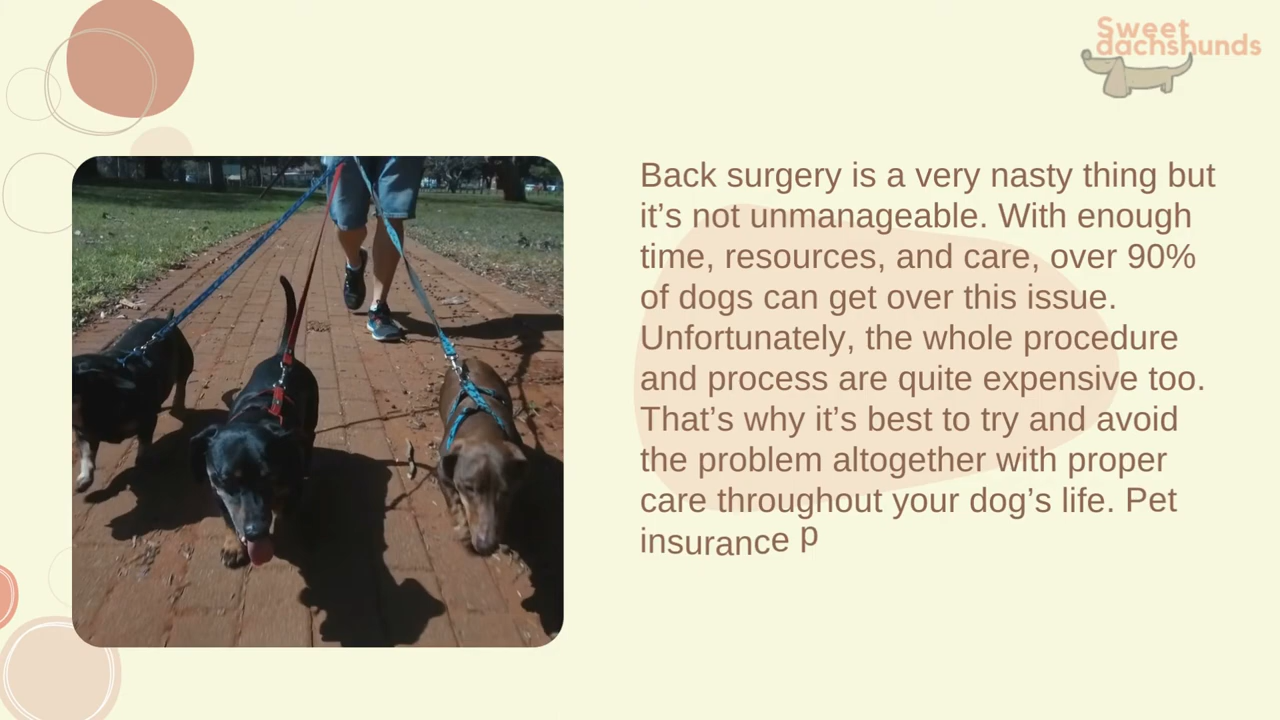 Sweet
dachshunds
Back surgery is a very nasty thing but
it’s not unmanageable. With enough
time, resources, and care, over 90%
of dogs can get over this issue.
Unfortunately, the whole procedure
and process are quite expensive too.
That’s why it’s best to try and avoid
the problem altogether with proper
care throughout your dog’s life. Pet
insurance p